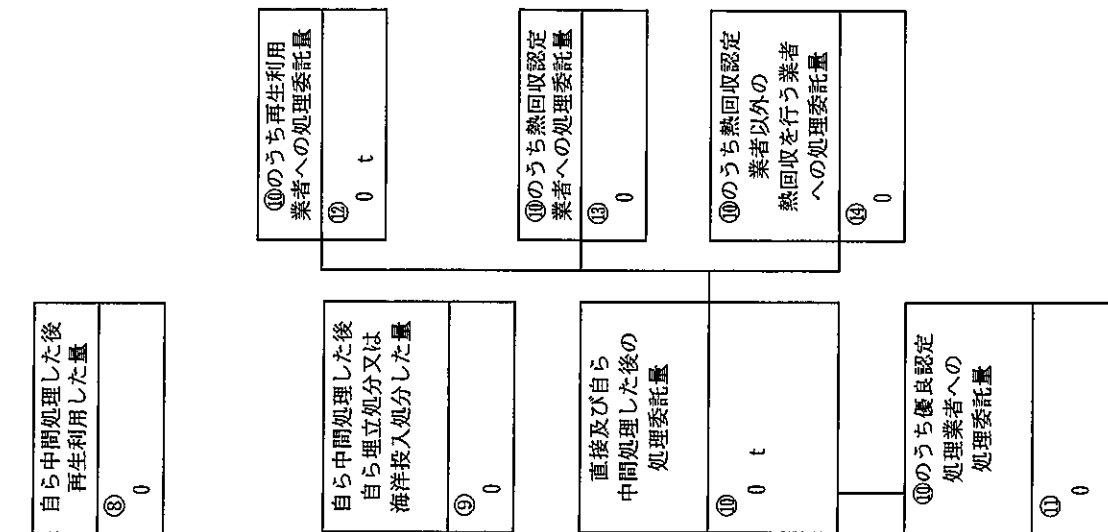 自ら中間処理した後
再生利用した量
⑧
0
自ら中間処理した後
自ら埋立処分又は
海洋投入処分した量
⑨
0
直接及び自ら
中間処理した後の
処理委託量
⑩
0 t
⑩のうち優良認定
処理業者への
処理委託量
⑪
0
⑩のうち再生利用
業者への処理委託量
⑫
0 t
⑩のうち熱回収認定
業者への処理委託量
⑬
0
⑩のうち熱回収認定
業者以外の
熱回収を行う業者
への処理委託量
⑭
0